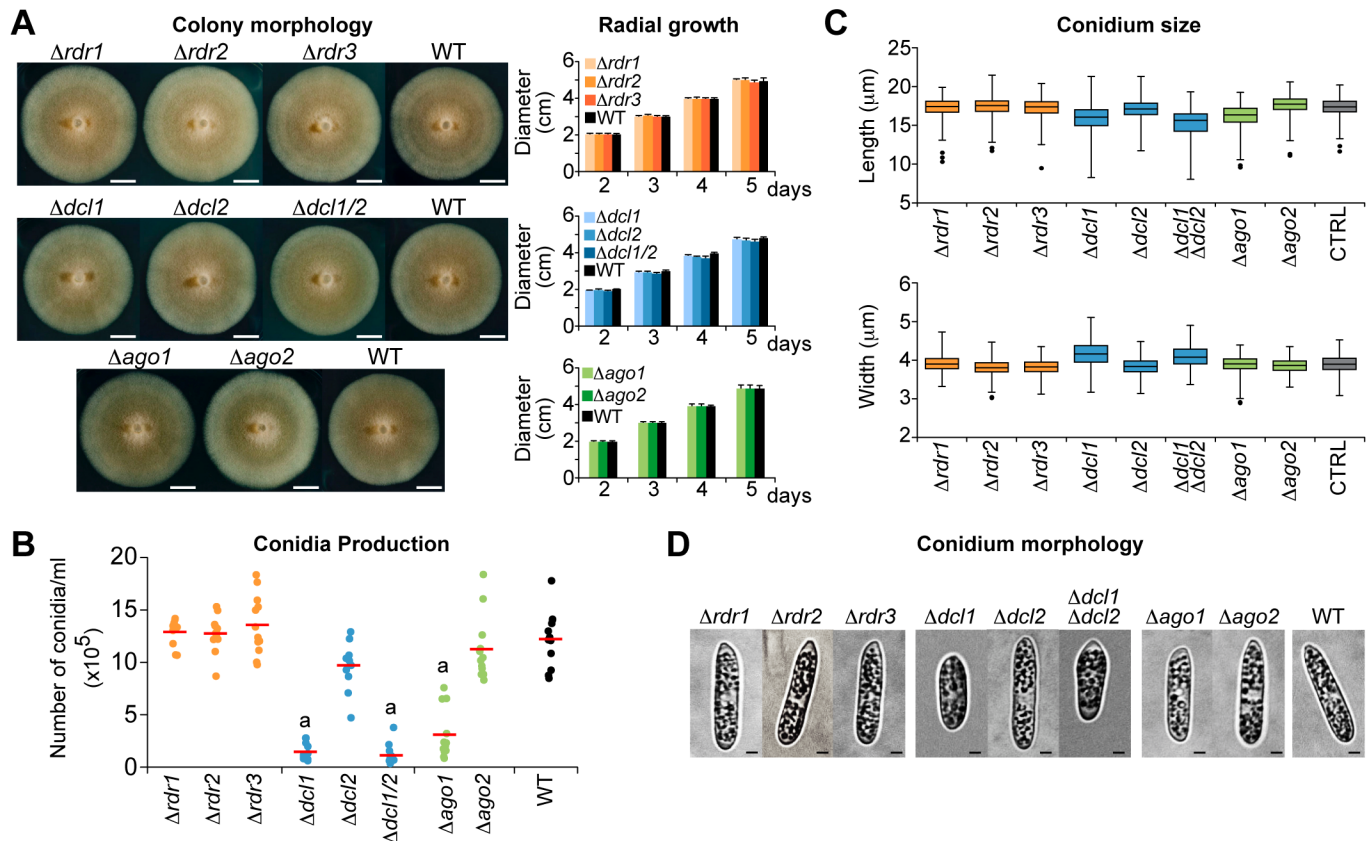 A
Colony morphology
Radial growth
Δrdr1
Δrdr2
Δrdr3
WT
Δdcl1
Δdcl2
Δdcl1/2
WT
Δago1
Δago2
WT
Diameter
(cm)
6
4
2
0
Δrdr1
Δrdr2
Δrdr3
WT
2 3 4 5 days
Diameter
(cm)
6
4
2
0
Δdcl1
Δdcl2
Δdcl1/2
WT
2 3 4 5 days
Diameter
(cm)
6
4
2
0
Δago1
Δago2
WT
2 3 4 5 days
B
Conidia Production
Number of conidia/ml
(x10⁵)
20
15
10
5
0
a
a
a
Δrdr1
Δrdr2
Δrdr3
Δdcl1
Δdcl2
Δdcl1/2
Δago1
Δago2
WT
C
Conidium size
Length (μm)
25
20
15
10
5
Δrdr1
Δrdr2
Δrdr3
Δdcl1
Δdcl2
Δdcl1
Δdcl2
Δago1
Δago2
CTRL
Width (μm)
6
5
4
3
2
Δrdr1
Δrdr2
Δrdr3
Δdcl1
Δdcl2
Δdcl1
Δdcl2
Δago1
Δago2
CTRL
D
Conidium morphology
Δrdr1
Δrdr2
Δrdr3
Δdcl1
Δdcl2
Δdcl1
Δdcl2
Δago1
Δago2
WT